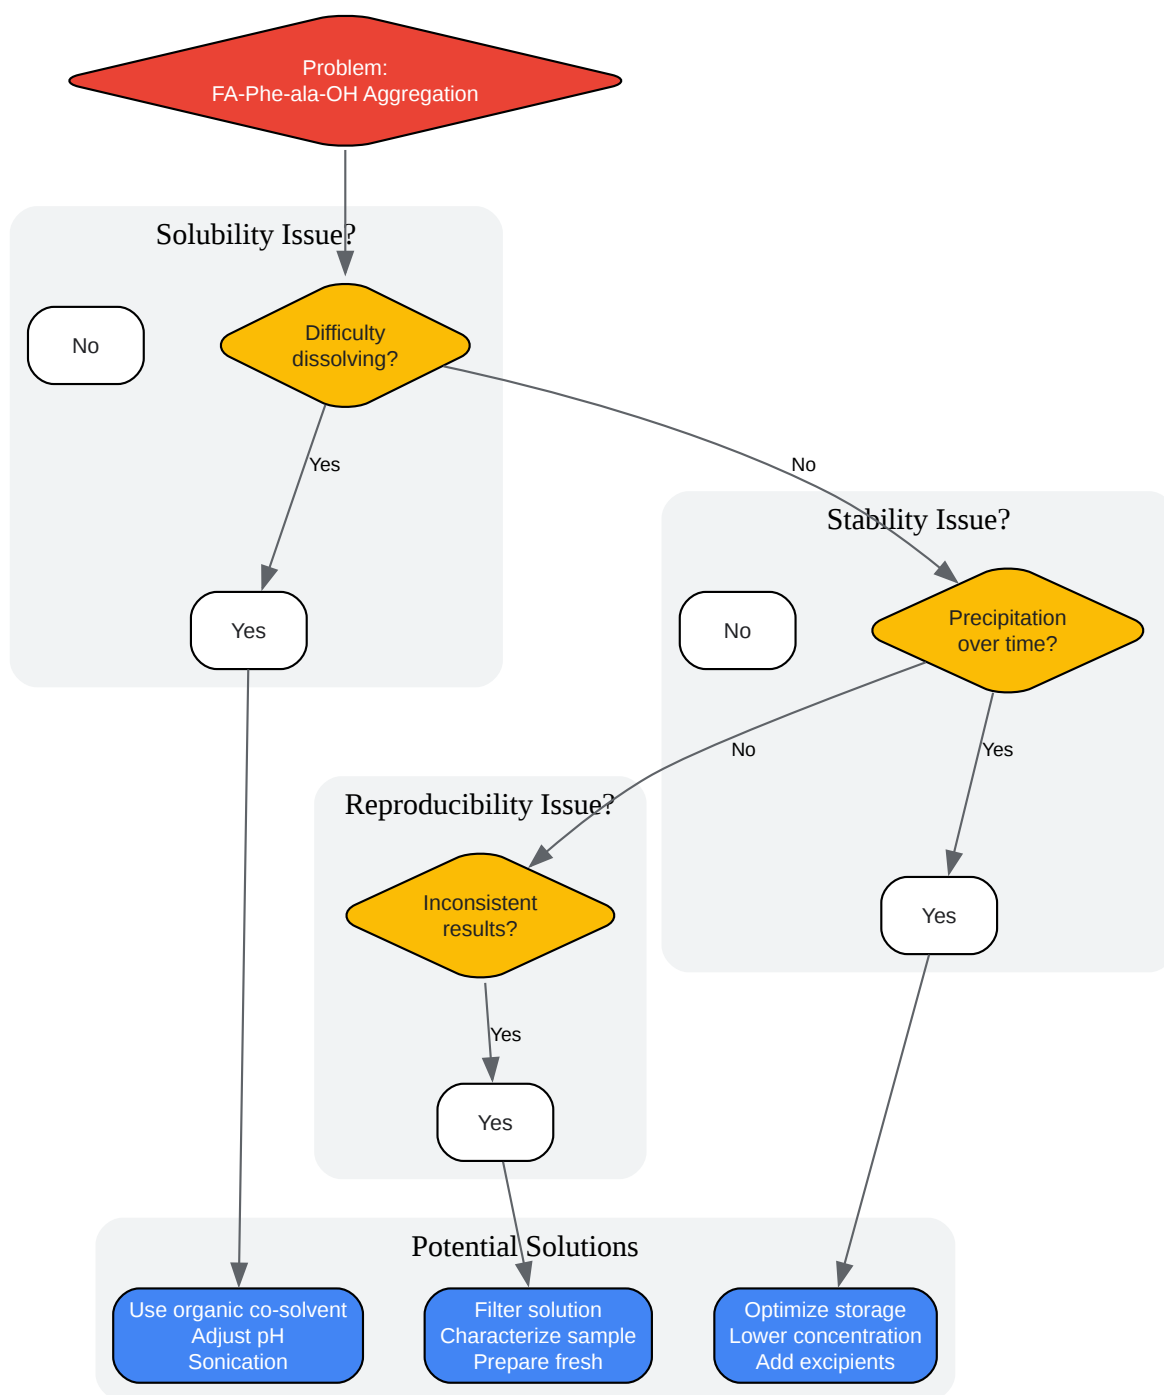 Problem:
FA-Phe-ala-OH Aggregation
Solubility Issue?
No
Difficulty
dissolving?
Yes
No
Yes
Stability Issue?
No
Precipitation
over time?
No
Yes
Yes
Reproducibility Issue?
Inconsistent
results?
Yes
Yes
Potential Solutions
Use organic co-solvent
Adjust pH
Sonication
Filter solution
Characterize sample
Prepare fresh
Optimize storage
Lower concentration
Add excipients